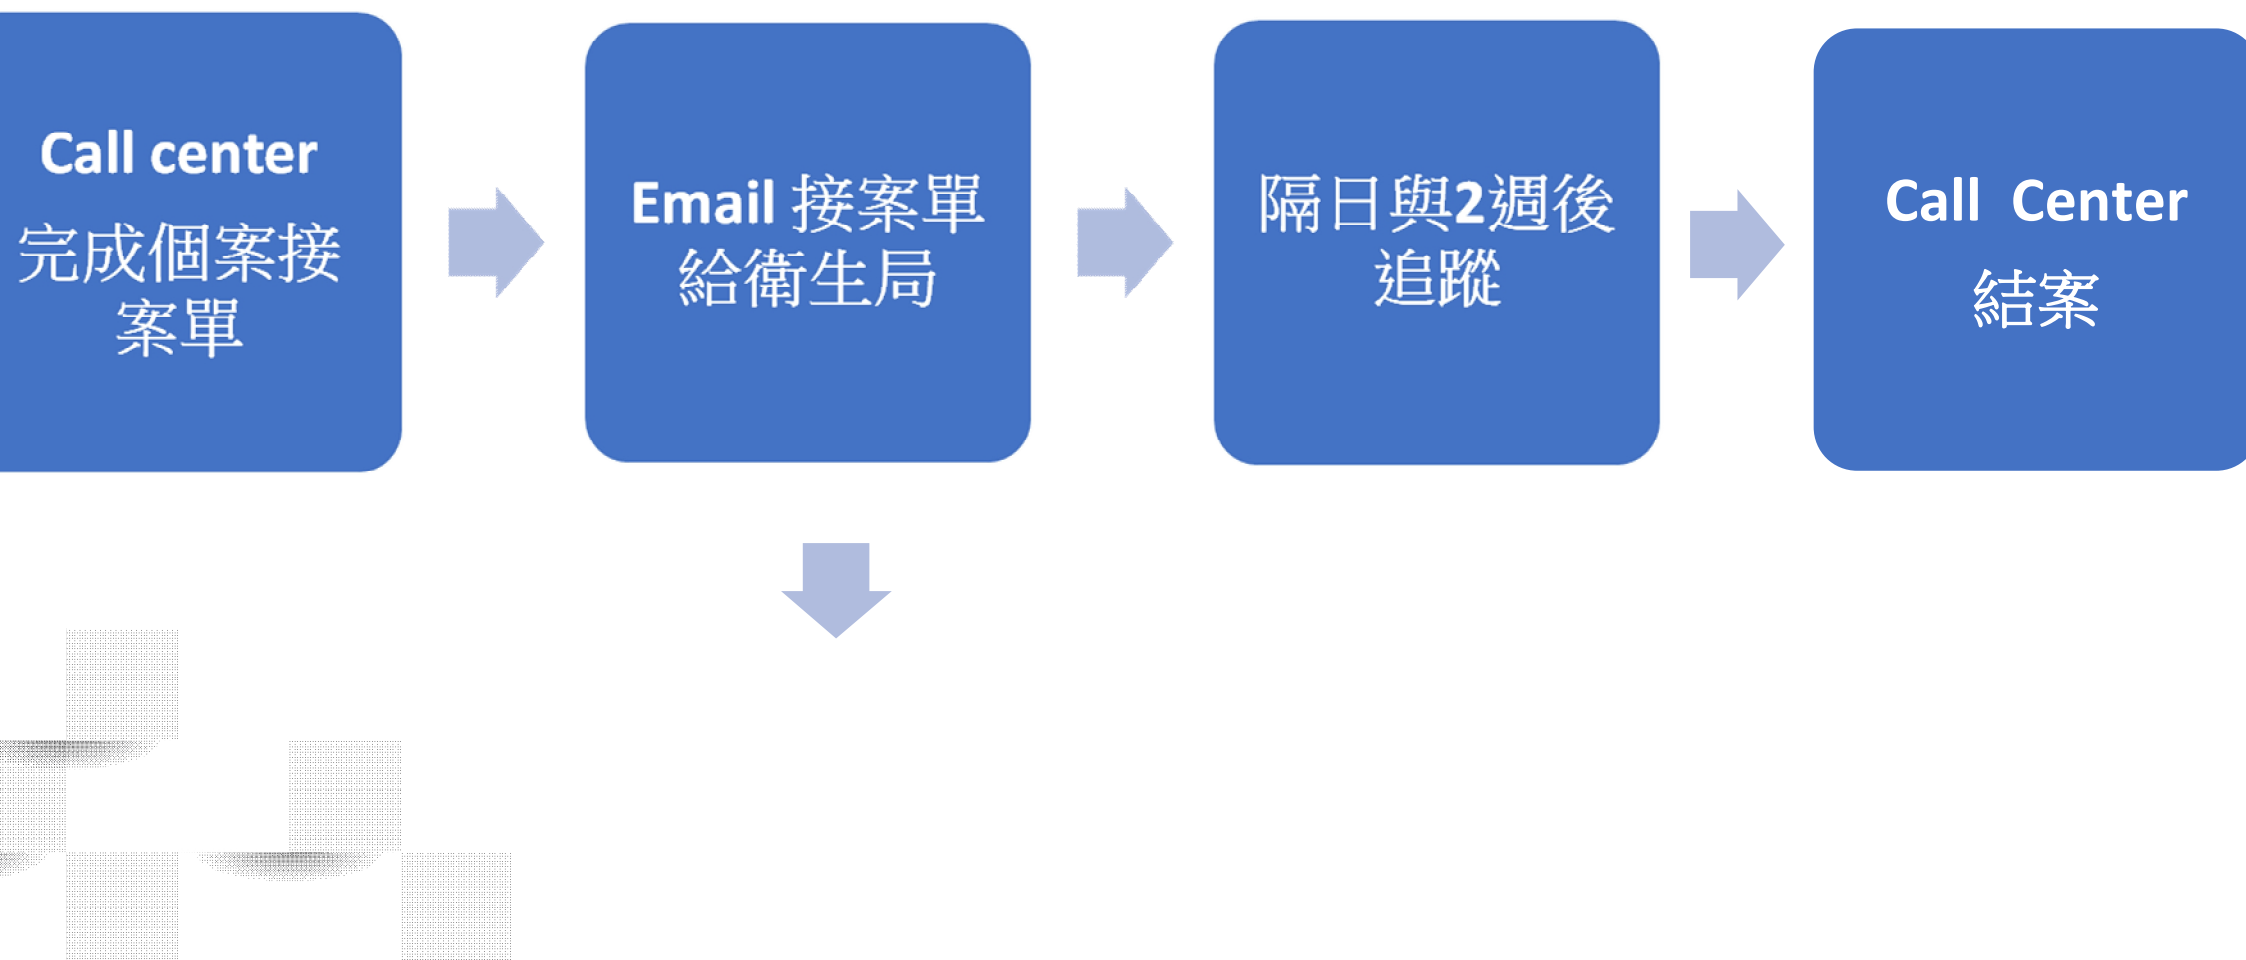 Call center
完成個案接
案單
Email 接案單
給衛生局
隔日與2週後
追蹤
Call Center
結案